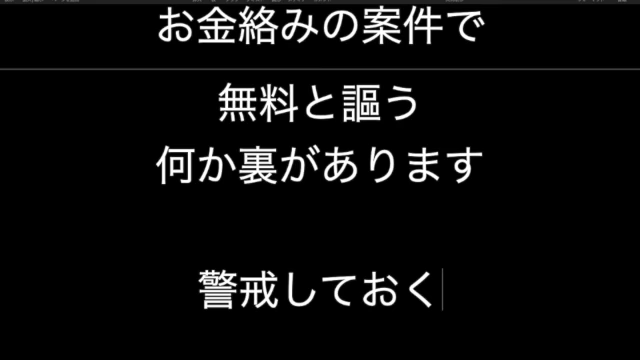 お金絡みの案件で
無料と謳う
何か裏があります
警戒しておく